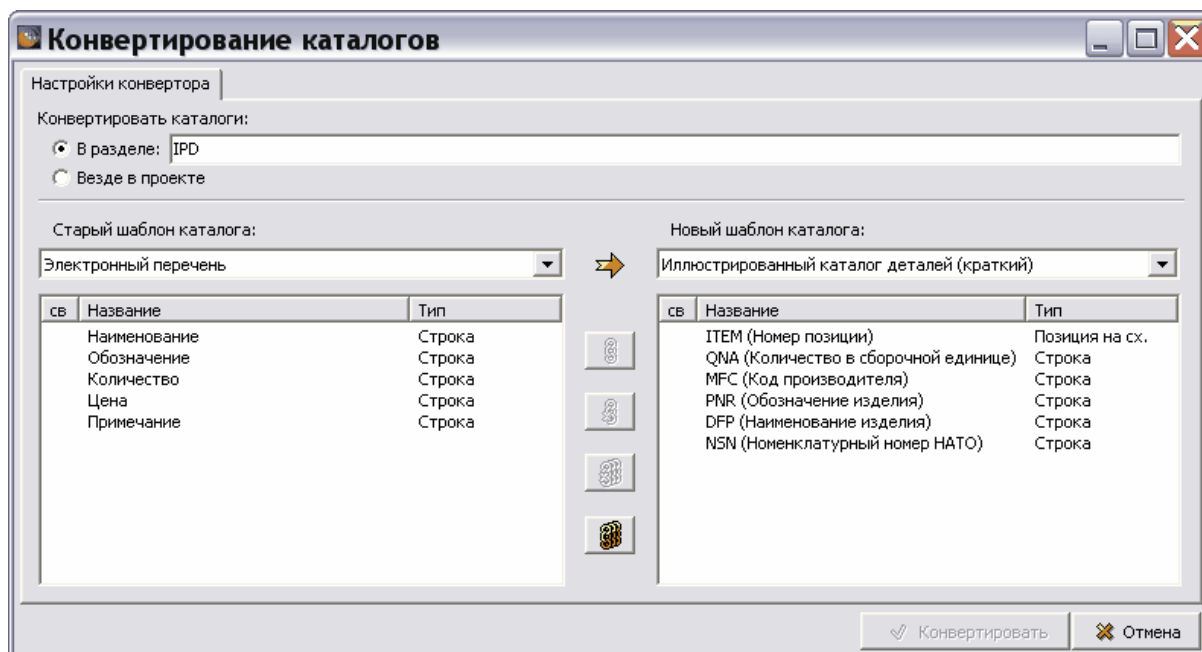 Конвертирование каталогов
Настройки конвертора
Конвертировать каталоги:
В разделе: IPD
Везде в проекте
Старый шаблон каталога: Новый шаблон каталога:
Электронный перечень Иллюстрированный каталог деталей (краткий)
св Название Тип св Название Тип
Наименование Строка ITEM (Номер позиции) Позиция на сх.
Обозначение Строка QNA (Количество в сборочной единице) Строка
Количество Строка MFC (Код производителя) Строка
Цена Строка PNR (Обозначение изделия) Строка
Примечание Строка DFP (Наименование изделия) Строка
NSN (Номенклатурный номер НАТО) Строка
Конвертировать Отмена